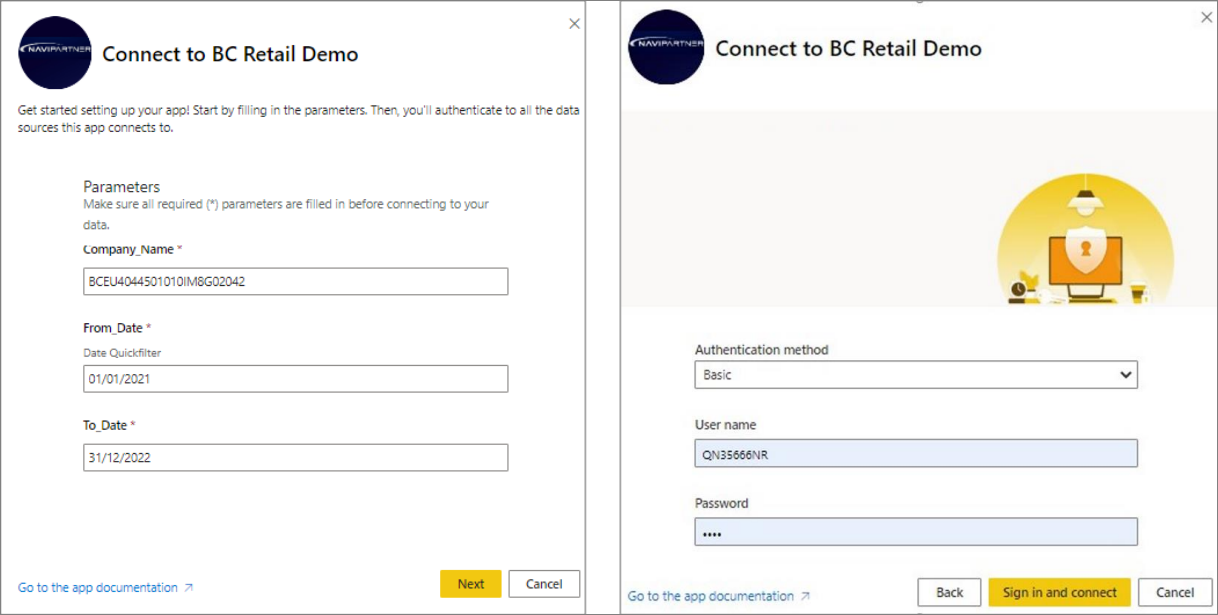 NAVIPARTNER
Connect to BC Retail Demo
Get started setting up your app! Start by filling in the parameters. Then, you'll authenticate to all the data
sources this app connects to.
Parameters
Make sure all required (*) parameters are filled in before connecting to your
data.
Company_Name *
BCEU4044501010IM8G02042
From_Date *
Date Quickfilter
01/01/2021
To_Date *
31/12/2022
Go to the app documentation
Next
Cancel
NAVIPARTNER
Connect to BC Retail Demo
Authentication method
Basic
User name
QN35666NR
Password
••••
Go to the app documentation
Back
Sign in and connect
Cancel